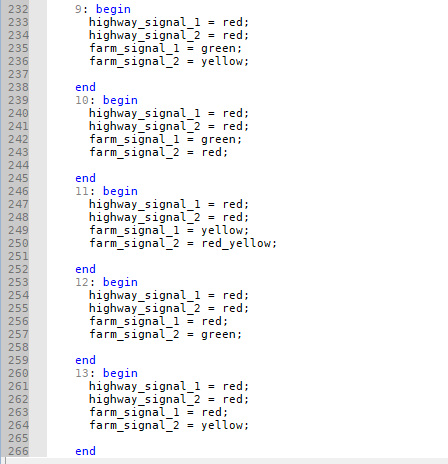 232 9: begin
233 highway_signal_1 = red;
234 highway_signal_2 = red;
235 farm_signal_1 = green;
236 farm_signal_2 = yellow;
237
238 end
239 10: begin
240 highway_signal_1 = red;
241 highway_signal_2 = red;
242 farm_signal_1 = green;
243 farm_signal_2 = red;
244
245 end
246 11: begin
247 highway_signal_1 = red;
248 highway_signal_2 = red;
249 farm_signal_1 = yellow;
250 farm_signal_2 = red_yellow;
251
252 end
253 12: begin
254 highway_signal_1 = red;
255 highway_signal_2 = red;
256 farm_signal_1 = red;
257 farm_signal_2 = green;
258
259 end
260 13: begin
261 highway_signal_1 = red;
262 highway_signal_2 = red;
263 farm_signal_1 = red;
264 farm_signal_2 = yellow;
265
266 end